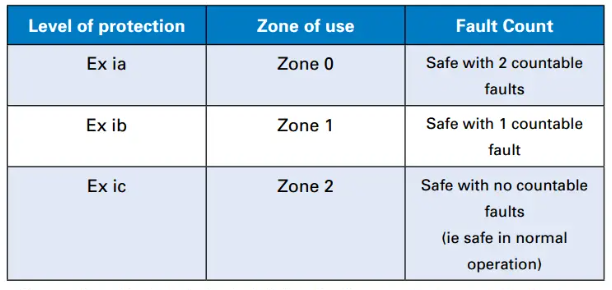 Level of protection
Zone of use
Fault Count
Ex ia
Zone 0
Safe with 2 countable
faults
Ex ib
Zone 1
Safe with 1 countable
fault
Ex ic
Zone 2
Safe with no countable
faults
(ie safe in normal
operation)